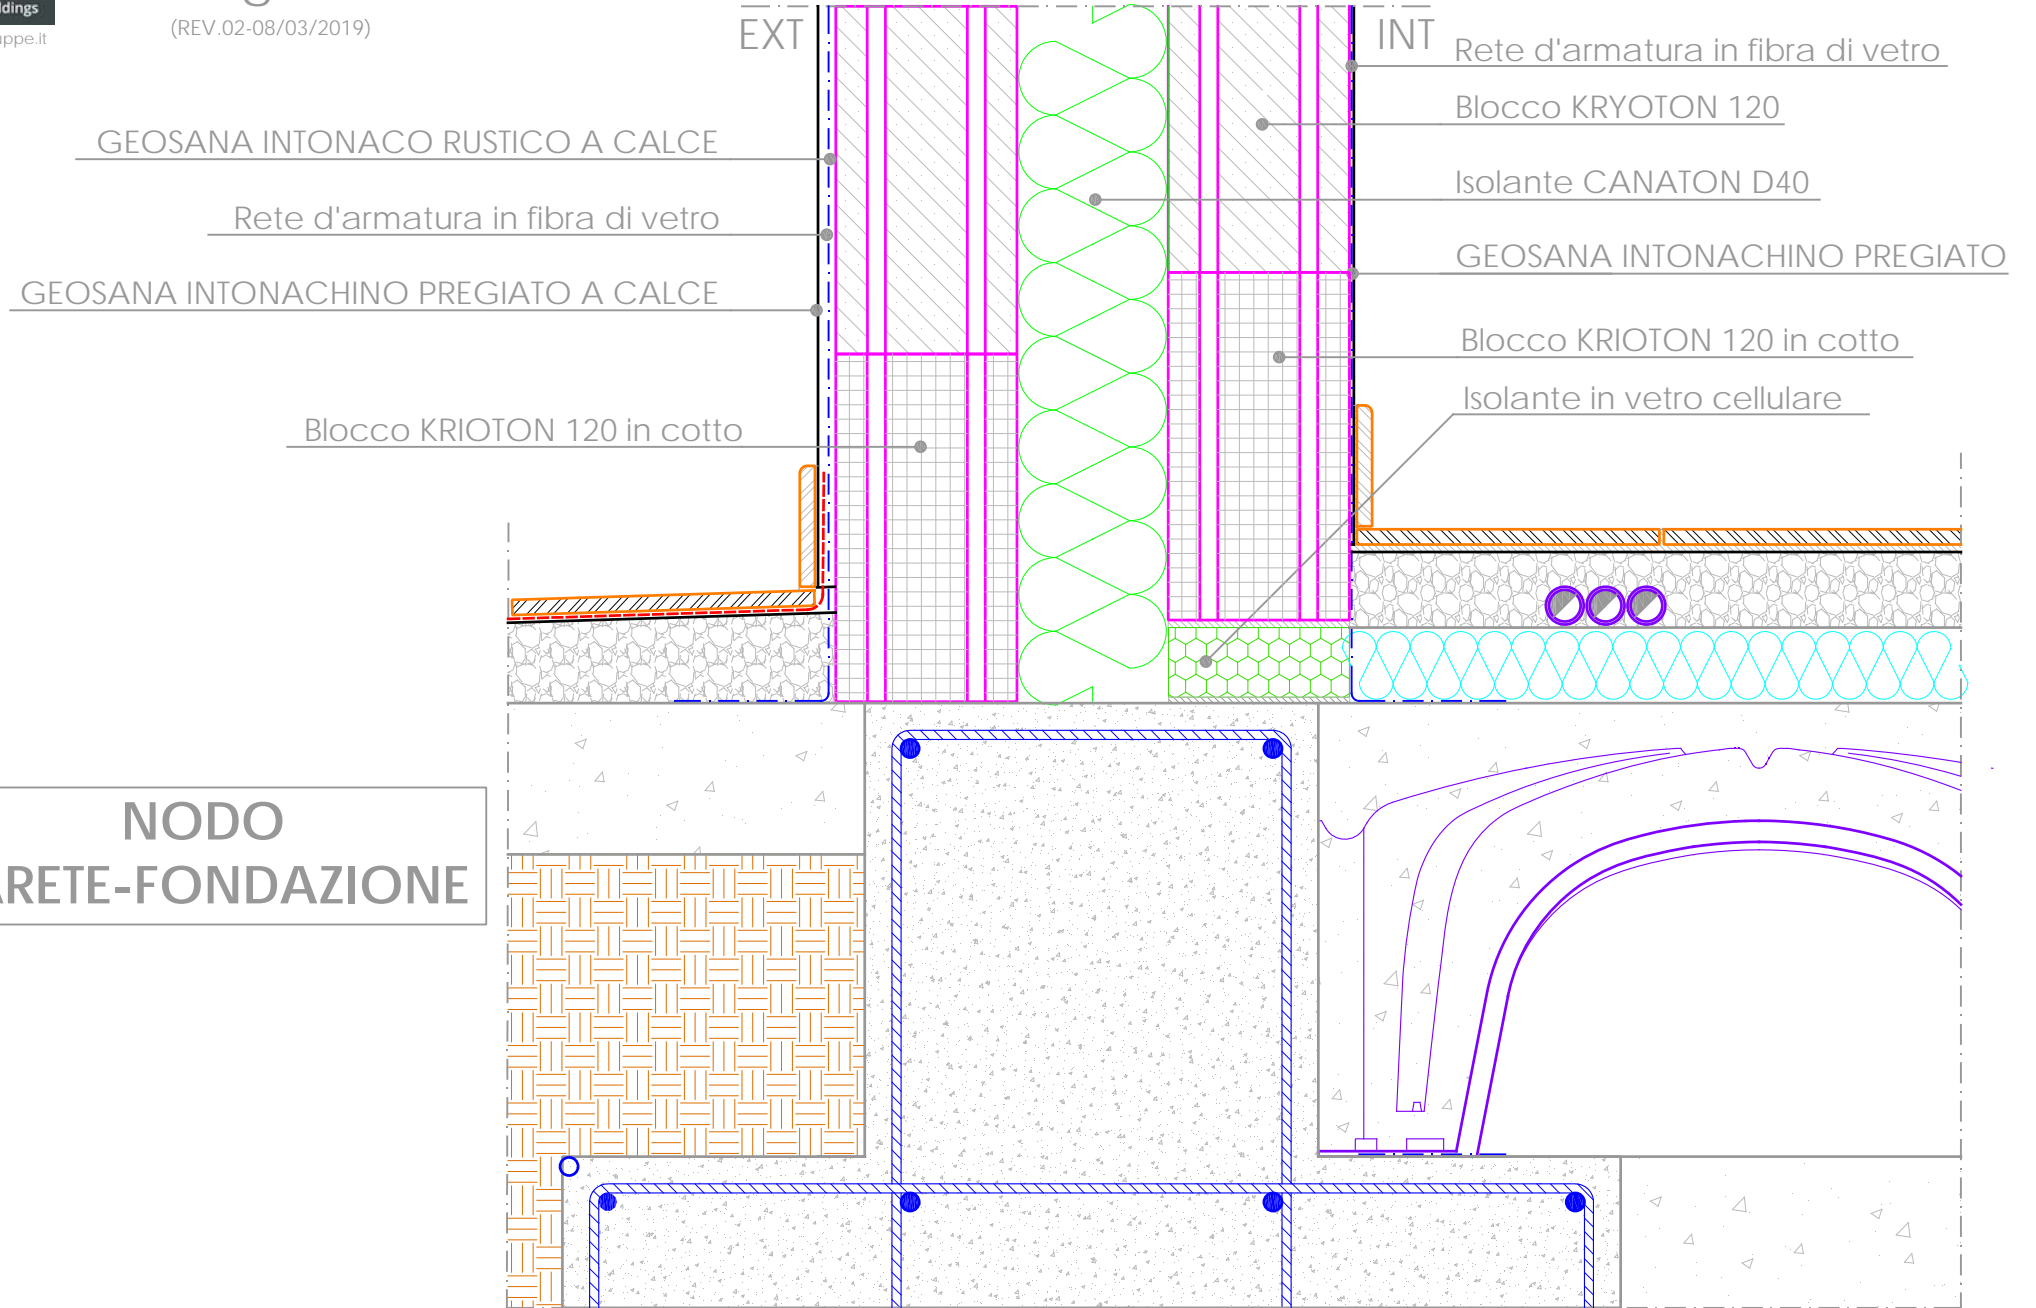 (REV.02-08/03/2019)
EXT
INT
GEOSANA INTONACO RUSTICO A CALCE
Rete d'armatura in fibra di vetro
GEOSANA INTONACHINO PREGIATO A CALCE
Blocco KRIOTON 120 in cotto
Rete d'armatura in fibra di vetro
Blocco KRYOTON 120
Isolante CANATON D40
GEOSANA INTONACHINO PREGIATO
Blocco KRIOTON 120 in cotto
Isolante in vetro cellulare
NODO
ARETE-FONDAZIONE